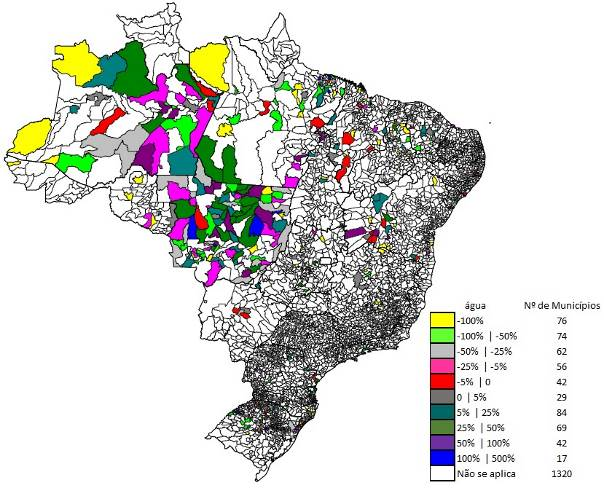 água Nº de Municípios
-100% 76
-100% | -50% 74
-50% | -25% 62
-25% | -5% 56
-5% | 0 42
0 | 5% 29
5% | 25% 84
25% | 50% 69
50% | 100% 42
100% | 500% 17
Não se aplica 1320